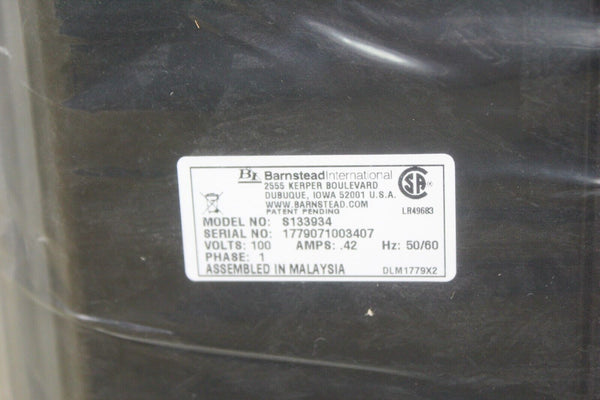 BI BarnsteadInternational
2555 KERPER BOULEVARD
DUBUQUE, IOWA 52001 U.S.A.
WWW.BARNSTEAD.COM
PATENT PENDING
SA
LR49683
MODEL NO: S133934
SERIAL NO: 1779071003407
VOLTS: 100 AMPS: .42 Hz: 50/60
PHASE: 1
ASSEMBLED IN MALAYSIA
DLM1779X2